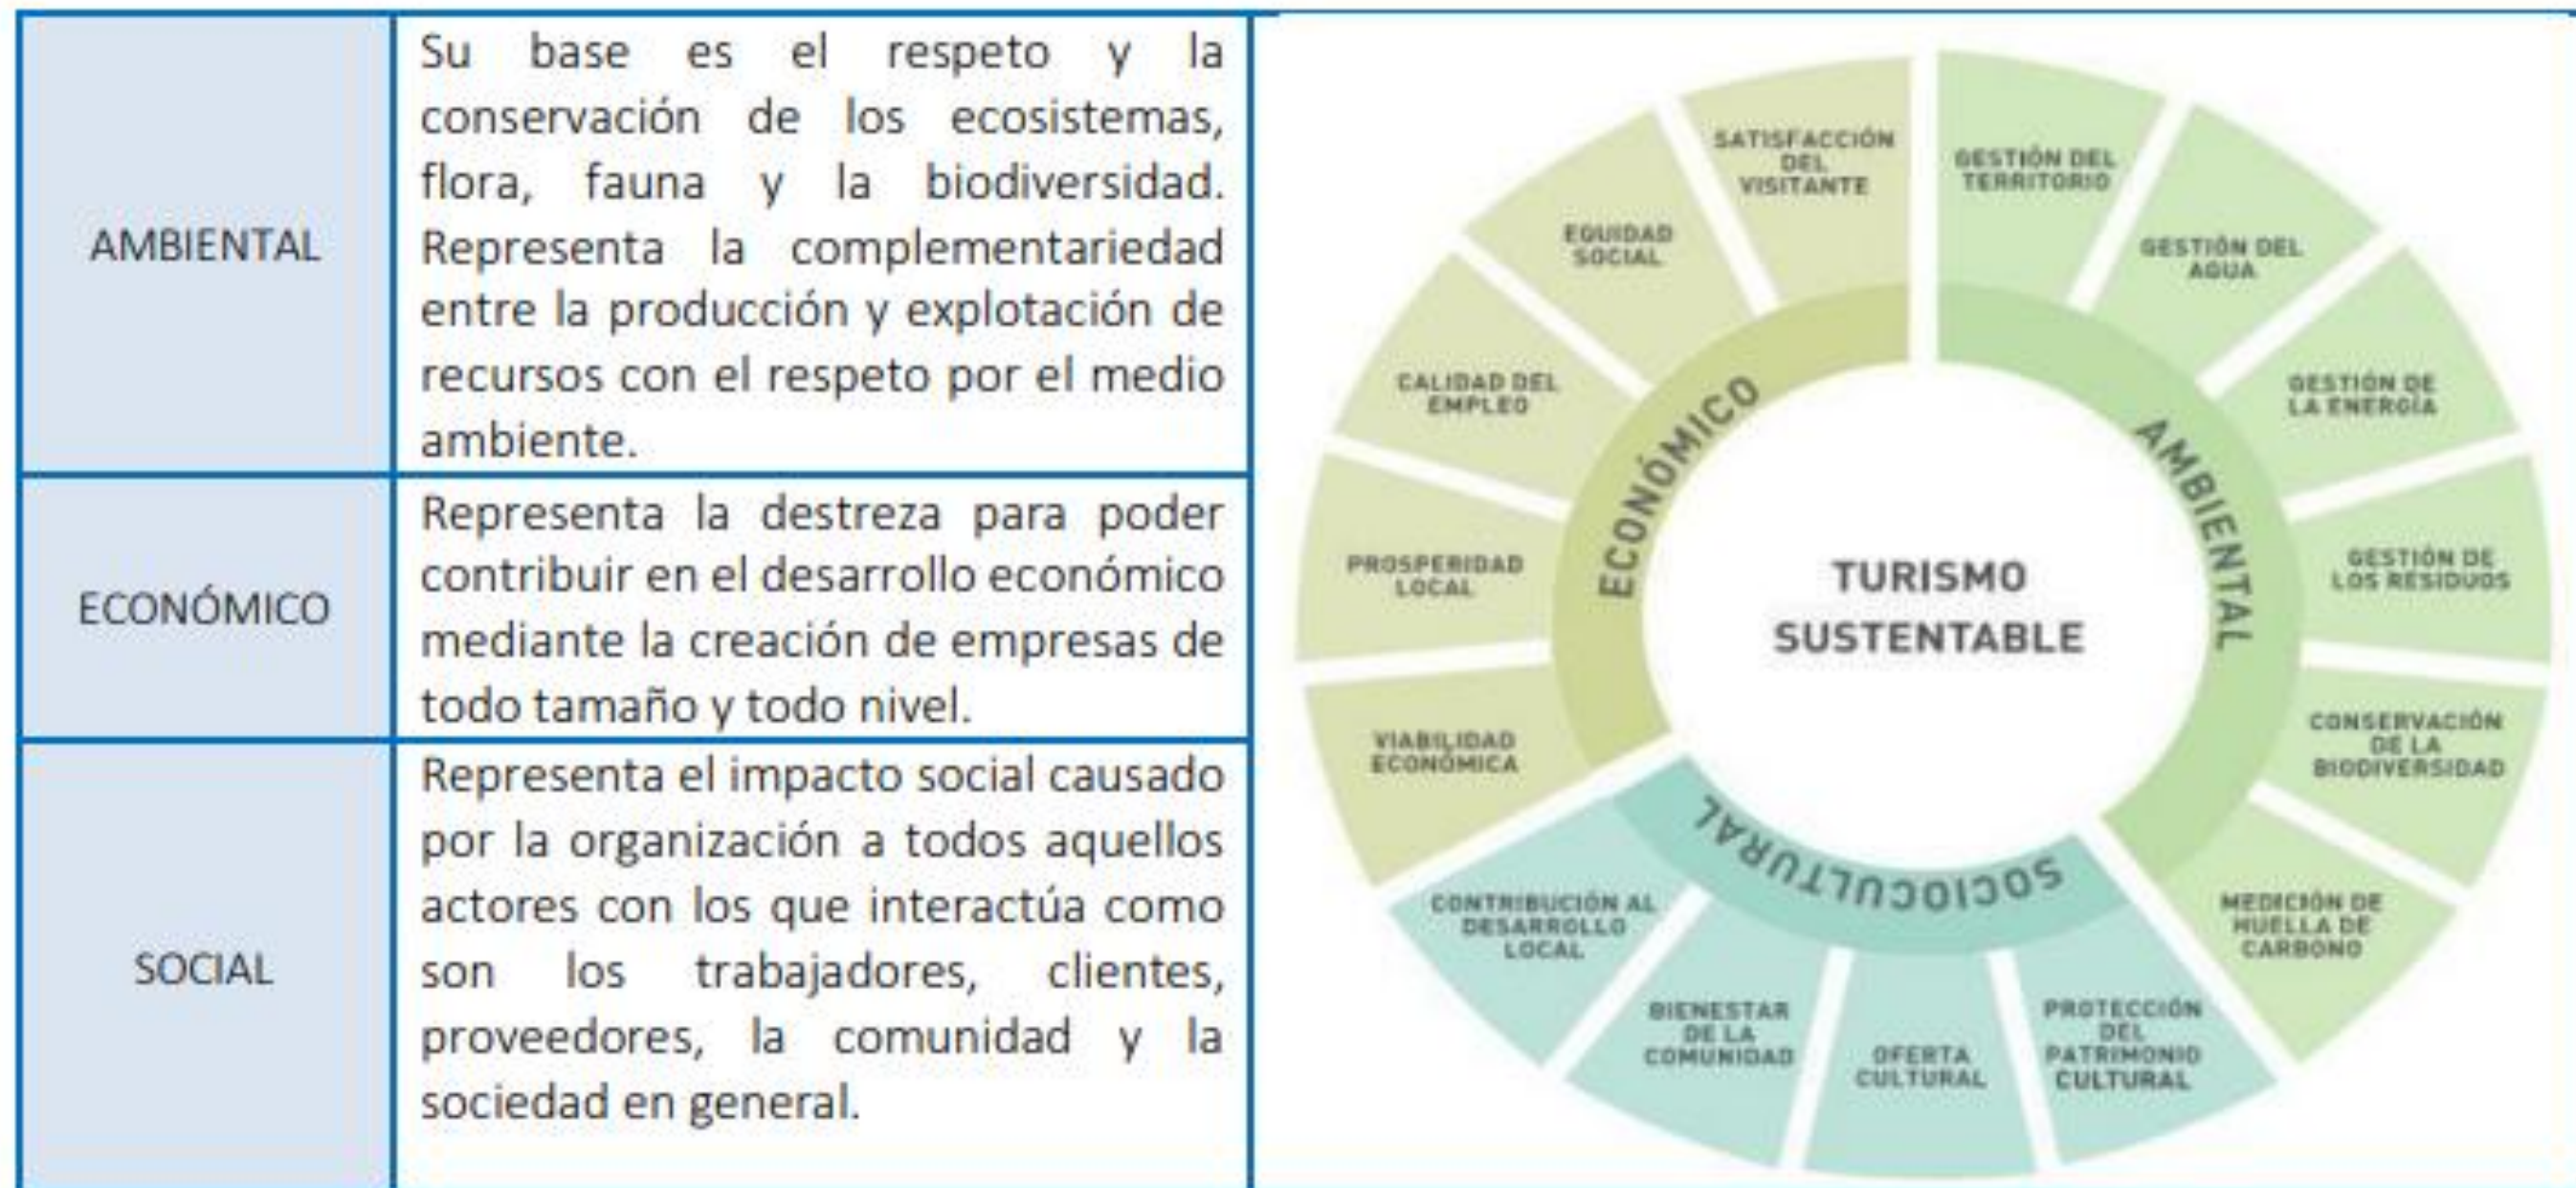 AMBIENTAL
Su base es el respeto y la
conservación de los ecosistemas,
flora, fauna y la biodiversidad.
Representa la complementariedad
entre la producción y explotación de
recursos con el respeto por el medio
ambiente.
ECONÓMICO
Representa la destreza para poder
contribuir en el desarrollo económico
mediante la creación de empresas de
todo tamaño y todo nivel.
SOCIAL
Representa el impacto social causado
por la organización a todos aquellos
actores con los que interactúa como
son los trabajadores, clientes,
proveedores, la comunidad y la
sociedad en general.
TURISMO
SUSTENTABLE
AMBIENTAL
GESTIÓN DEL
TERRITORIO
GESTIÓN DEL
AGUA
GESTIÓN DE
LA ENERGÍA
GESTIÓN DE
LOS RESIDUOS
CONSERVACIÓN
DE LA
BIODIVERSIDAD
MEDICIÓN DE
HUELLA DE
CARBONO
SOCIOCULTURAL
PROTECCIÓN
DEL
PATRIMONIO
CULTURAL
OFERTA
CULTURAL
BIENESTAR
DE LA
COMUNIDAD
CONTRIBUCIÓN AL
DESARROLLO
LOCAL
ECONÓMICO
VIABILIDAD
ECONÓMICA
PROSPERIDAD
LOCAL
CALIDAD DEL
EMPLEO
EQUIDAD
SOCIAL
SATISFACCIÓN
DEL
VISITANTE